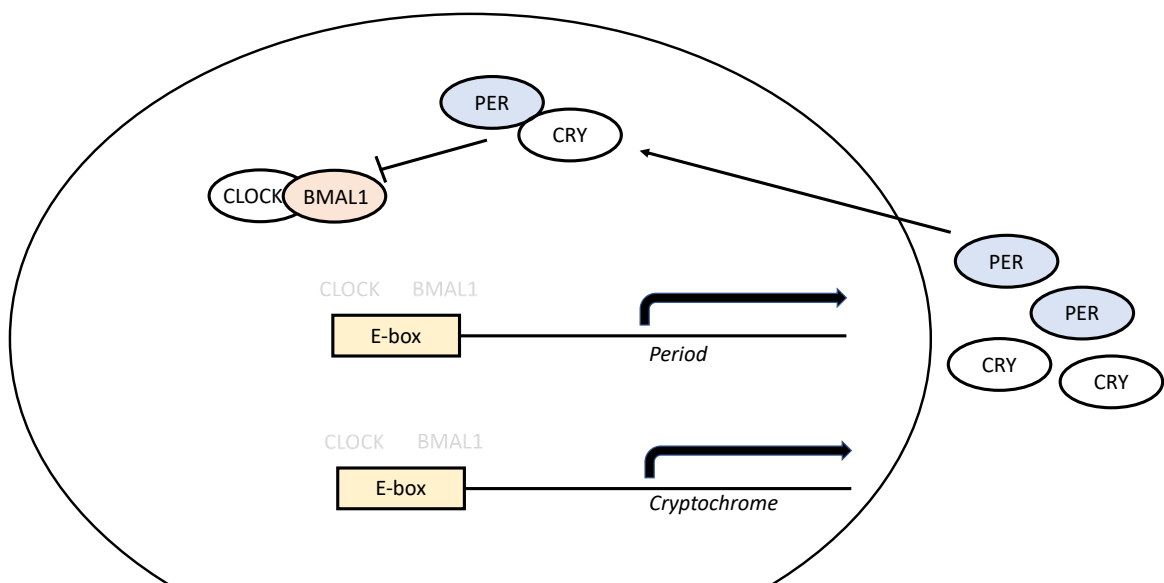 PER
CRY
CLOCK BMAL1
PER
PER
CLOCK BMAL1
E-box
Period
CRY
CRY
CLOCK BMAL1
E-box
Cryptochrome